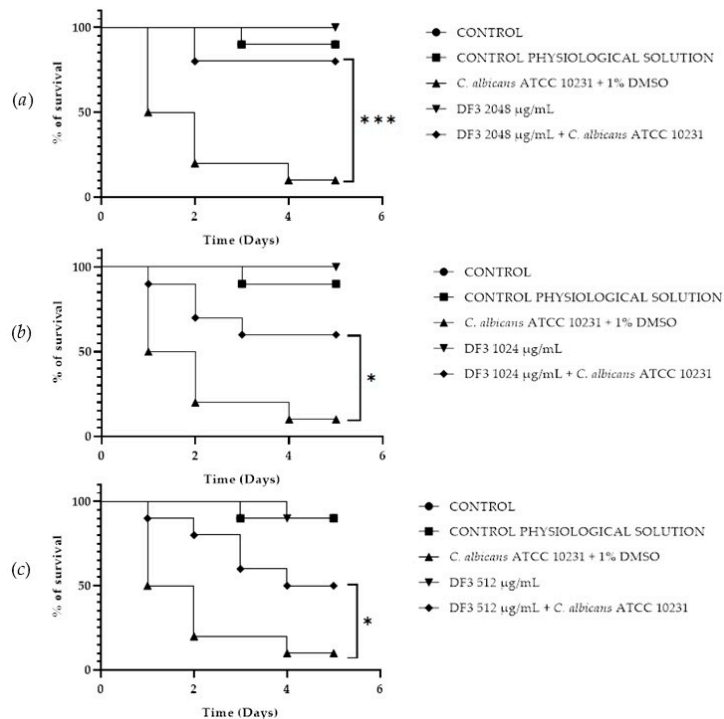 (a)
% of survival
100
50
0
0
2
4
6
Time (Days)
***
CONTROL
CONTROL PHYSIOLOGICAL SOLUTION
C. albicans ATCC 10231 + 1% DMSO
DF3 2048 µg/mL
DF3 2048 µg/mL + C. albicans ATCC 10231
(b)
% of survival
100
50
0
0
2
4
6
Time (Days)
*
CONTROL
CONTROL PHYSIOLOGICAL SOLUTION
C. albicans ATCC 10231 + 1% DMSO
DF3 1024 µg/mL
DF3 1024 µg/mL + C. albicans ATCC 10231
(c)
% of survival
100
50
0
0
2
4
6
Time (Days)
*
CONTROL
CONTROL PHYSIOLOGICAL SOLUTION
C. albicans ATCC 10231 + 1% DMSO
DF3 512 µg/mL
DF3 512 µg/mL + C. albicans ATCC 10231